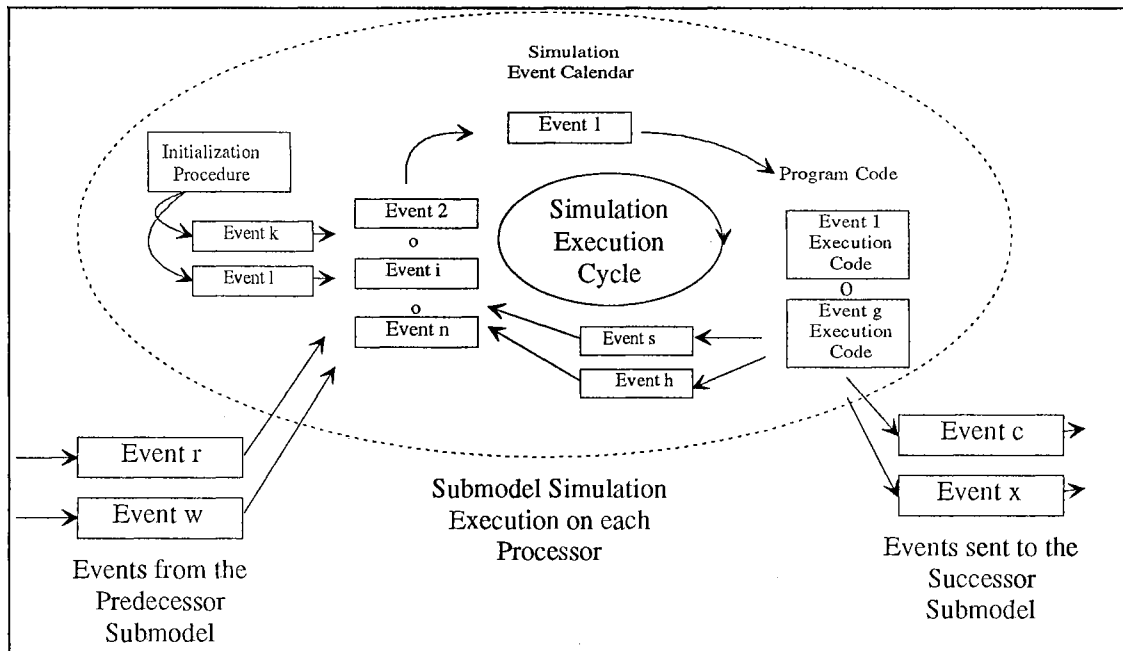 Simulation
Event Calendar
Event 1
Initialization
Procedure
Program Code
Event 2
o
Event i
o
Event n
Event k
Event l
Simulation
Execution
Cycle
Event 1
Execution
Code
O
Event g
Execution
Code
Event s
Event h
Event r
Event w
Events from the
Predecessor
Submodel
Submodel Simulation
Execution on each
Processor
Event c
Event x
Events sent to the
Successor
Submodel